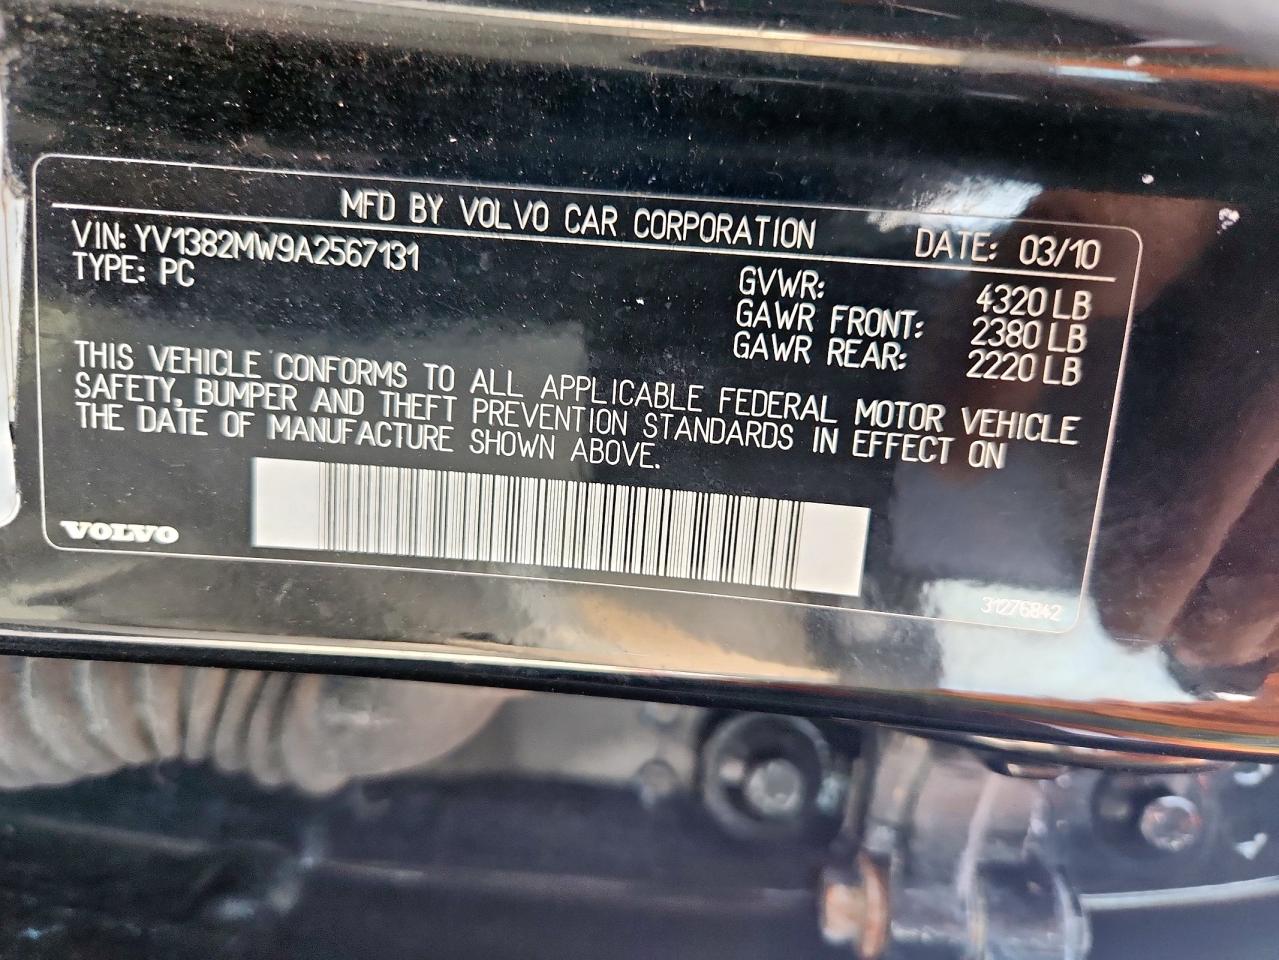 MFD BY VOLVO CAR CORPORATION
VIN: YV1382MW9A2567131
DATE: 03/10
TYPE: PC
GVWR: 4320 LB
GAWR FRONT: 2380 LB
GAWR REAR: 2220 LB
THIS VEHICLE CONFORMS TO ALL APPLICABLE FEDERAL MOTOR VEHICLE
SAFETY, BUMPER AND THEFT PREVENTION STANDARDS IN EFFECT ON
THE DATE OF MANUFACTURE SHOWN ABOVE.
VOLVO
31276842